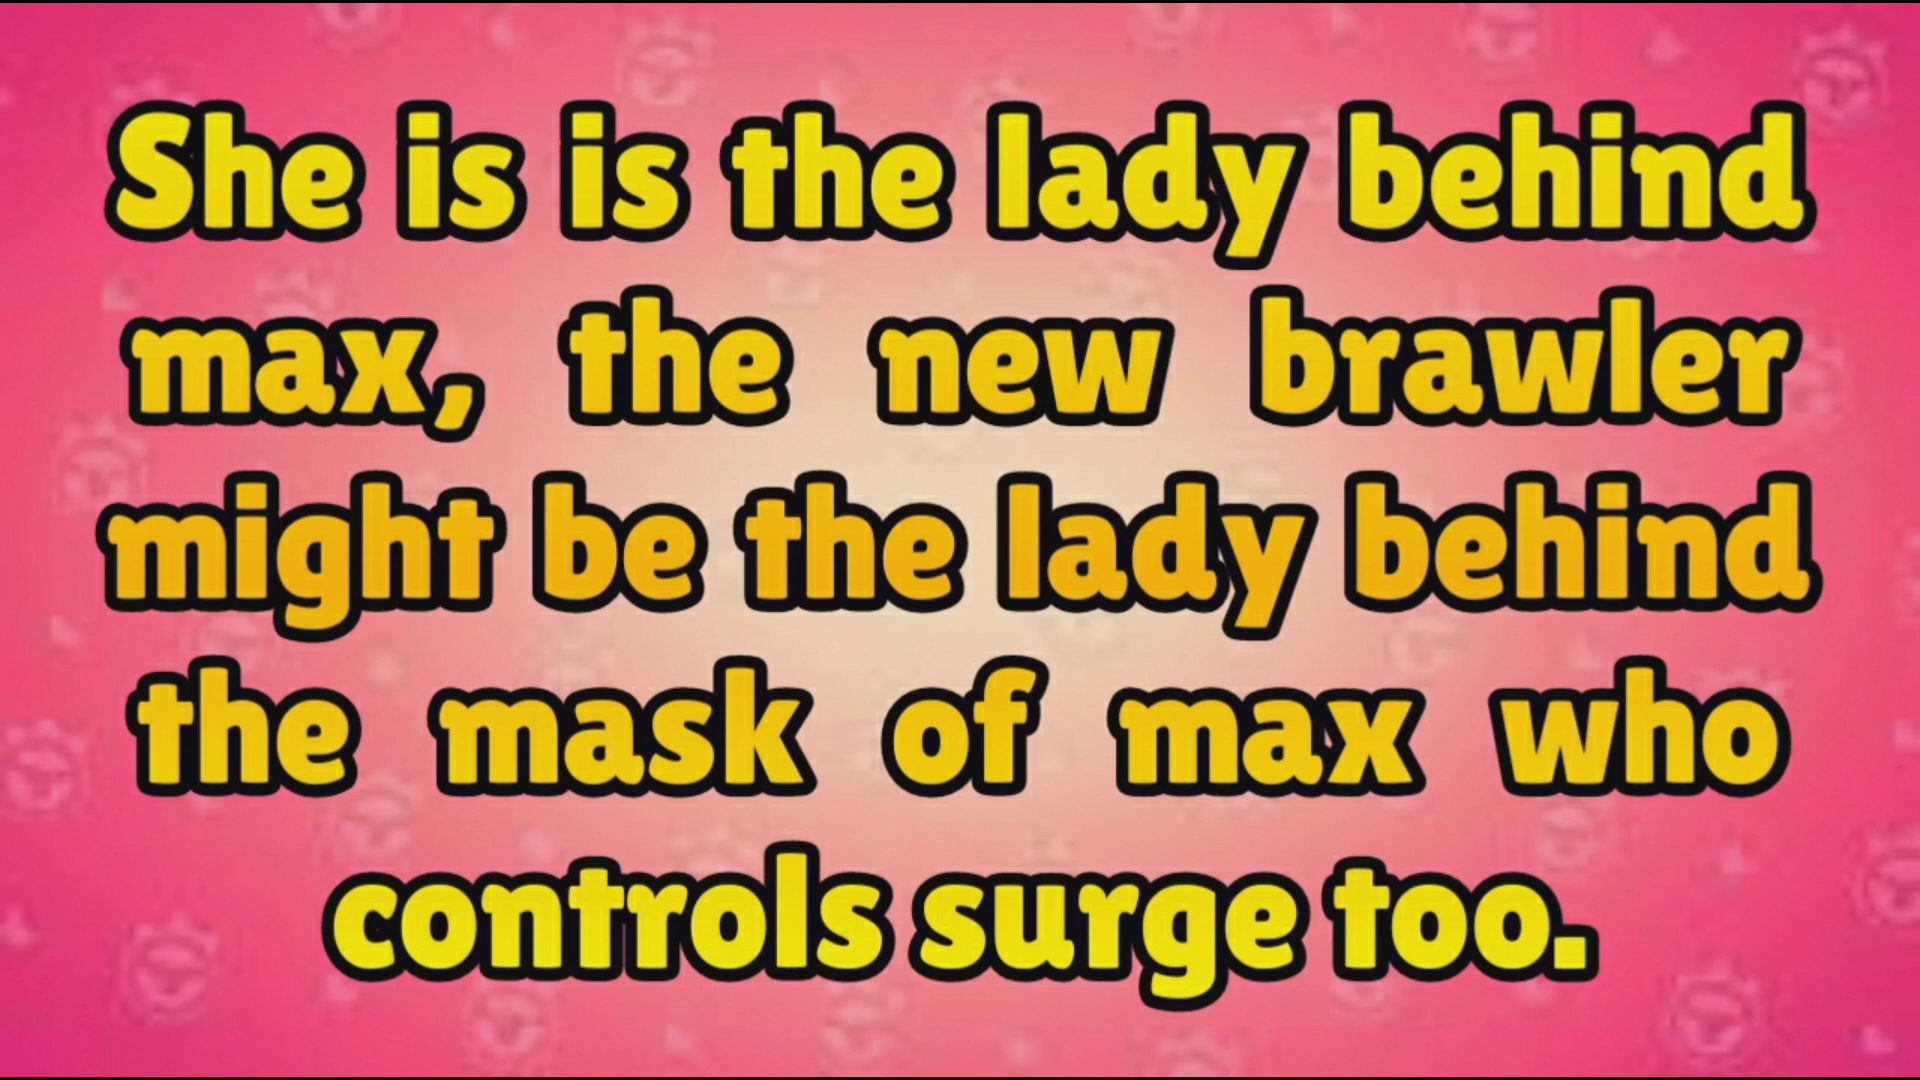 She is is the lady behind
max, the new brawler
might be the lady behind
the mask of max who
controls surge too.